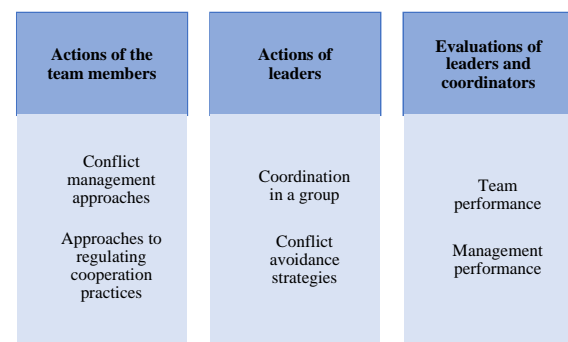 Actions of the
team members
Conflict
management
approaches
Approaches to
regulating
cooperation
practices
Actions of
leaders
Coordination
in a group
Conflict
avoidance
strategies
Evaluations of
leaders and
coordinators
Team
performance
Management
performance